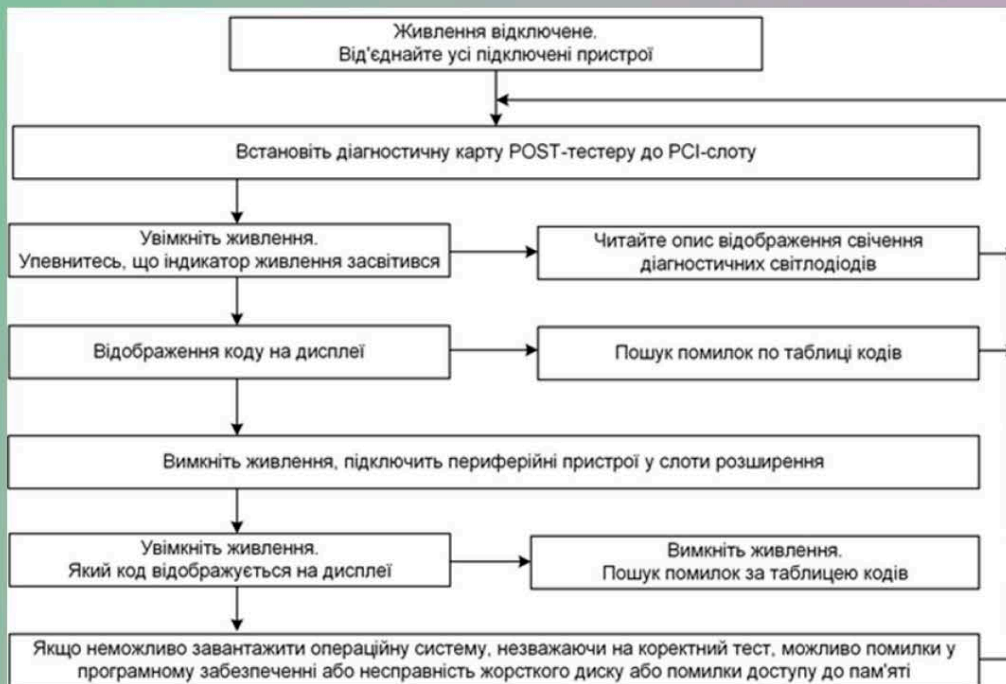 Живлення відключене.
Від'єднайте усі підключені пристрої
Встановіть діагностичну карту POST-тестеру до PCI-слоту
Увімкніть живлення.
Упевнитесь, що індикатор живлення засвітився
Читайте опис відображення свічення
діагностичних світлодіодів
Відображення коду на дисплеї
Пошук помилок по таблиці кодів
Вимкніть живлення, підключить периферійні пристрої у слоти розширення
Увімкніть живлення.
Який код відображується на дисплеї
Вимкніть живлення.
Пошук помилок за таблицею кодів
Якщо неможливо завантажити операційну систему, незважаючи на коректний тест, можливо помилки у
програмному забезпеченні або несправність жорсткого диску або помилки доступу до пам'яті